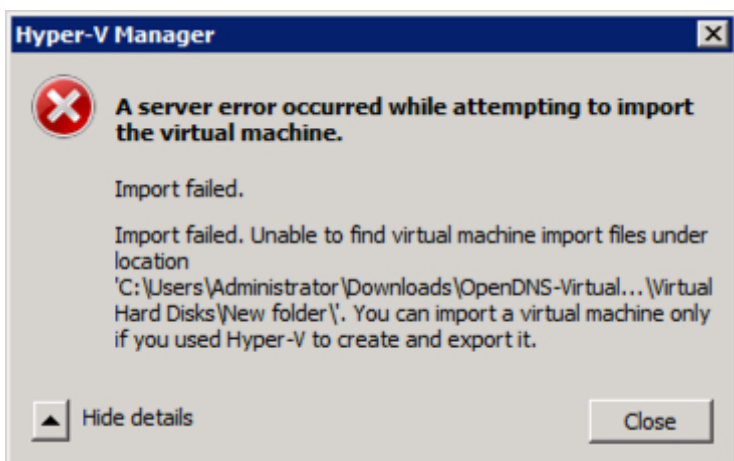 Hyper-V Manager
A server error occurred while attempting to import
the virtual machine.
Import failed.
Import failed. Unable to find virtual machine import files under
location
'C:\Users\Administrator\Downloads\OpenDNS-Virtual...\Virtual
Hard Disks\New folder\'. You can import a virtual machine only
if you used Hyper-V to create and export it.
Hide details
Close